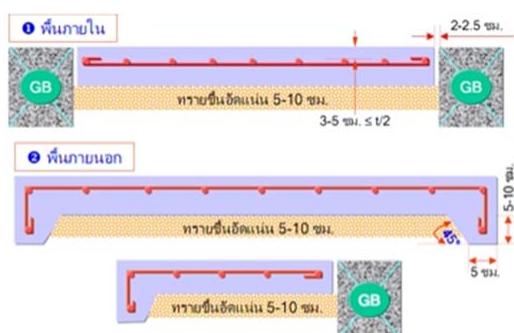 ❶ พื้นภายใน
2-2.5 ซม.
GB
GB
ทรายชื้นอัดแน่น 5-10 ซม.
3-5 ซม. ≤ t/2
❷ พื้นภายนอก
5-10 ซม.
ทรายชื้นอัดแน่น 5-10 ซม.
45°
5 ซม.
ทรายชื้นอัดแน่น 5-10 ซม.
GB